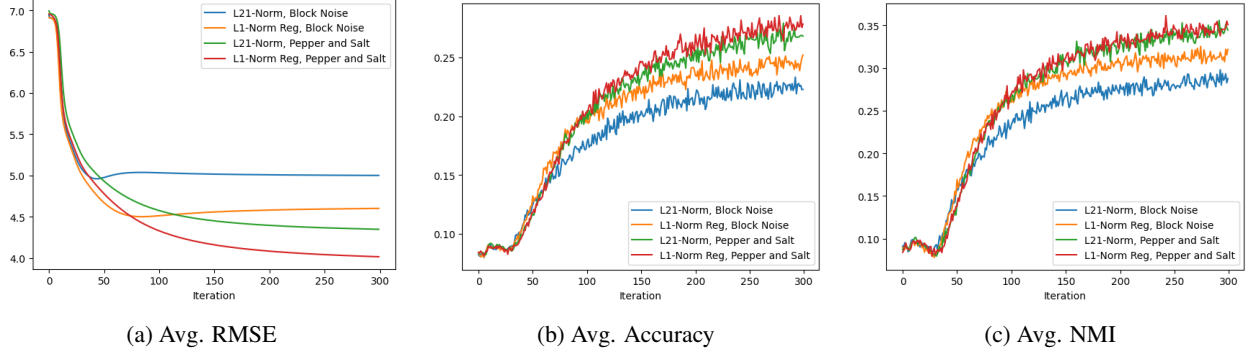 7.0
6.5
6.0
5.5
5.0
4.5
4.0
0 50 100 150 200 250 300
Iteration
L21-Norm, Block Noise
L1-Norm Reg, Block Noise
L21-Norm, Pepper and Salt
L1-Norm Reg, Pepper and Salt
(a) Avg. RMSE
0.25
0.20
0.15
0.10
0 50 100 150 200 250 300
Iteration
L21-Norm, Block Noise
L1-Norm Reg, Block Noise
L21-Norm, Pepper and Salt
L1-Norm Reg, Pepper and Salt
(b) Avg. Accuracy
0.35
0.30
0.25
0.20
0.15
0.10
0 50 100 150 200 250 300
Iteration
L21-Norm, Block Noise
L1-Norm Reg, Block Noise
L21-Norm, Pepper and Salt
L1-Norm Reg, Pepper and Salt
(c) Avg. NMI